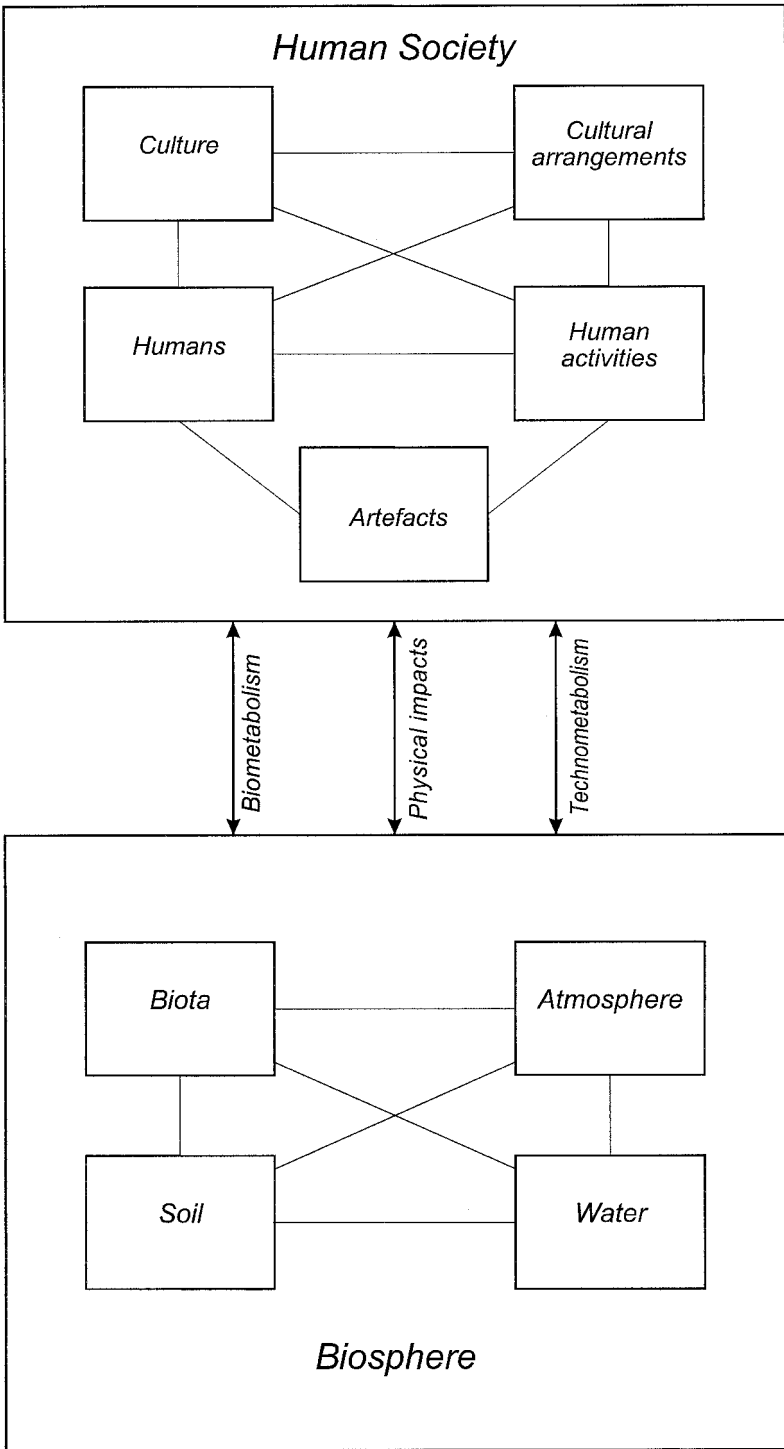 Human Society
Culture
Cultural
arrangements
Humans
Human
activities
Artefacts
Biometabolism
Physical impacts
Technometabolism
Biota
Atmosphere
Soil
Water
Biosphere